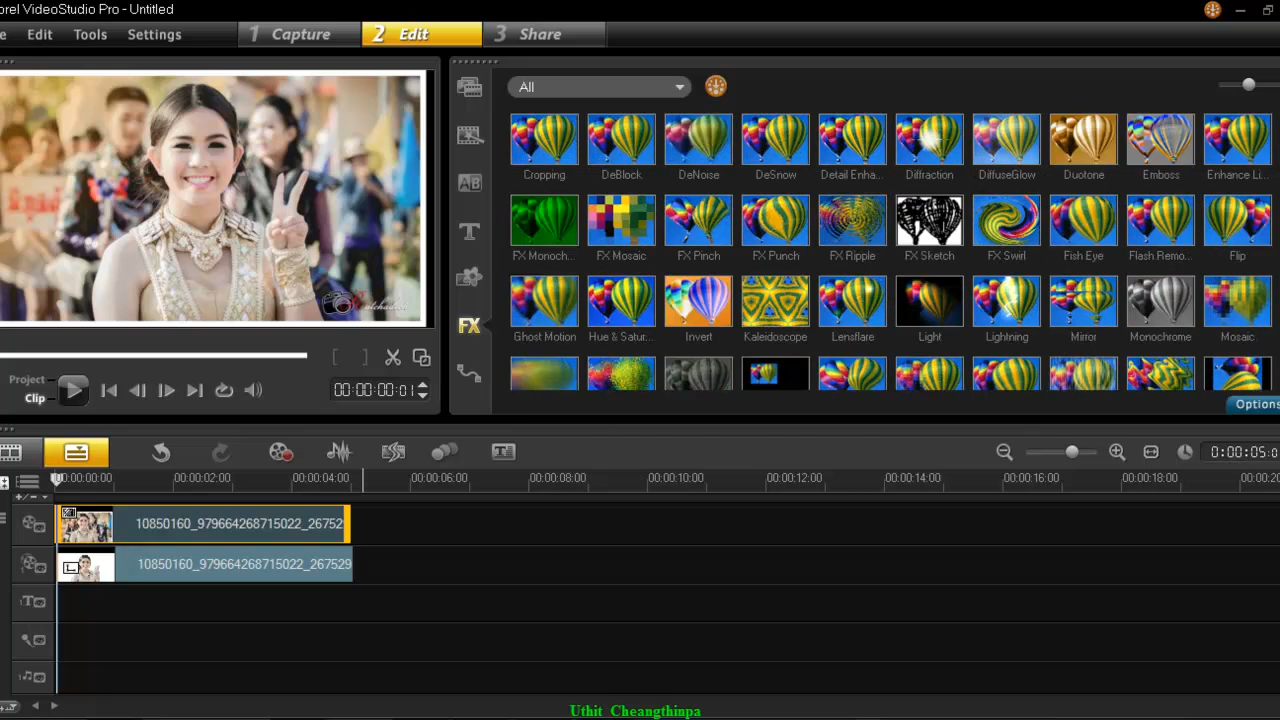 orel VideoStudio Pro - Untitled
e Edit Tools Settings
1 Capture 2 Edit 3 Share
All
Cropping DeBlock DeNoise DeSnow Detail Enha... Diffraction DiffuseGlow Duotone Emboss Enhance Li...
FX Monoch... FX Mosaic FX Pinch FX Punch FX Ripple FX Sketch FX Swirl Fish Eye Flash Remo... Flip
Ghost Motion Hue & Satur... Invert Kaleidoscope Lensflare Light Lightning Mirror Monochrome Mosaic
AB
T
FX
Project
Clip
00:00:00:01
Options
0:00:05:0
00:00:00:00 00:00:02:00 00:00:04:00 00:00:06:00 00:00:08:00 00:00:10:00 00:00:12:00 00:00:14:00 00:00:16:00 00:00:18:00 00:00:20
10850160_979664268715022_26752
10850160_979664268715022_267529
1T
Uthit Cheangthinpa